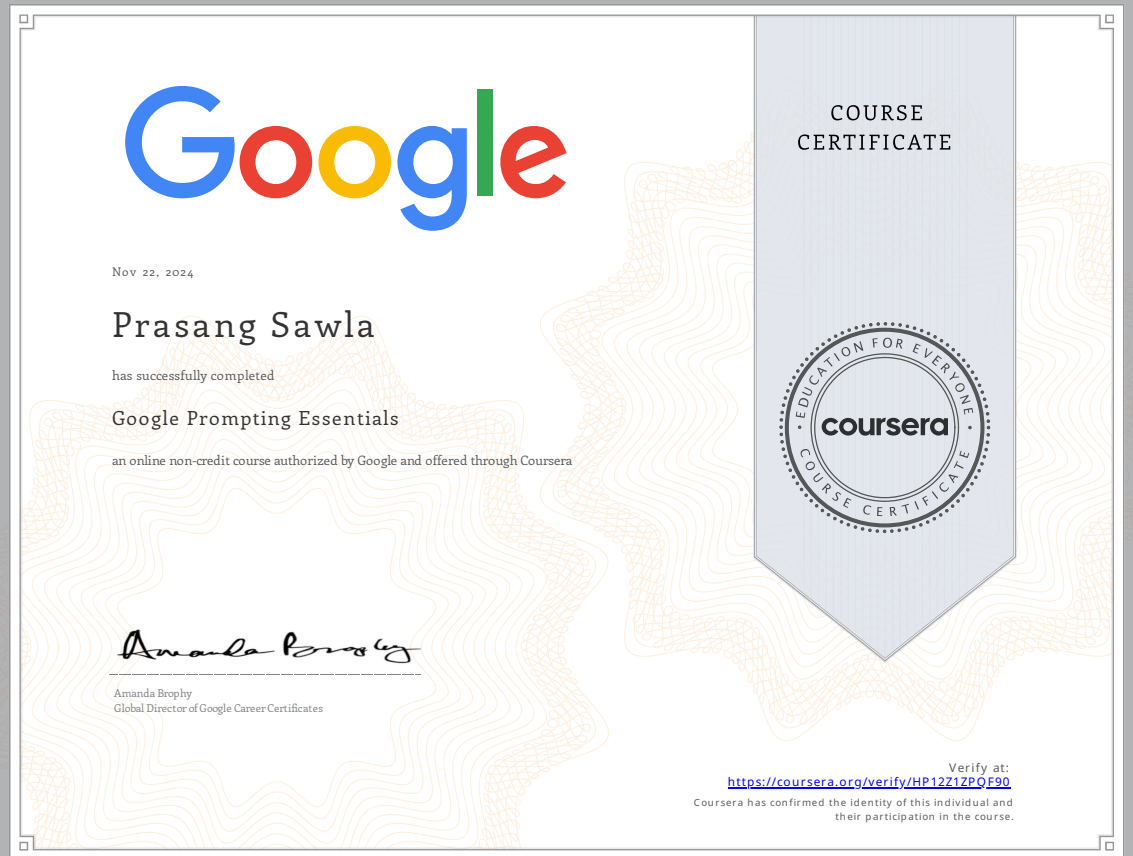 Google
COURSE
CERTIFICATE
Nov 22, 2024
Prasang Sawla
has successfully completed
Google Prompting Essentials
an online non-credit course authorized by Google and offered through Coursera
EDUCATION FOR EVERYONE
coursera
COURSE CERTIFICATE
Amanda Brophy
Amanda Brophy
Global Director of Google Career Certificates
Verify at:
https://coursera.org/verify/HP12Z1ZPQF90
Coursera has confirmed the identity of this individual and
their participation in the course.